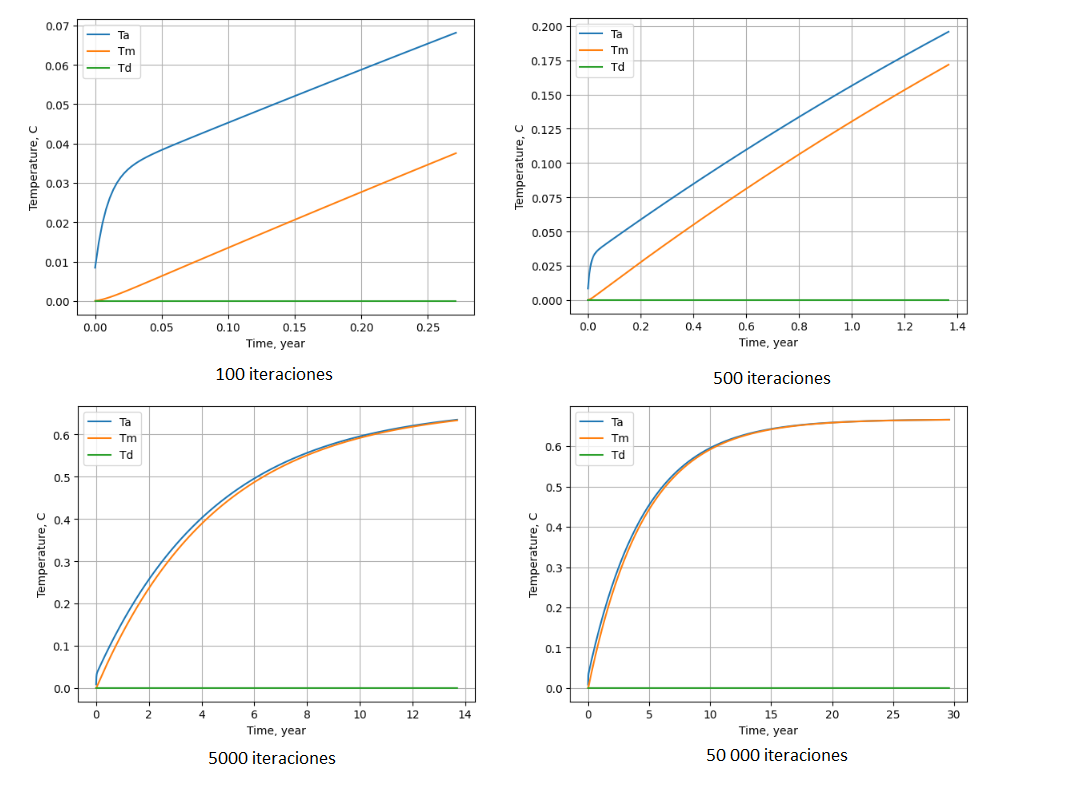 0.07
0.06
0.05
0.04
0.03
0.02
0.01
0.00
Temperature, C
Ta
Tm
Td
0.00 0.05 0.10 0.15 0.20 0.25
Time, year
100 iteraciones
0.200
0.175
0.150
0.125
0.100
0.075
0.050
0.025
0.000
Temperature, C
Ta
Tm
Td
0.0 0.2 0.4 0.6 0.8 1.0 1.2 1.4
Time, year
500 iteraciones
0.6
0.5
0.4
0.3
0.2
0.1
0.0
Temperature, C
Ta
Tm
Td
0 2 4 6 8 10 12 14
Time, year
5000 iteraciones
0.6
0.5
0.4
0.3
0.2
0.1
0.0
Temperature, C
Ta
Tm
Td
0 5 10 15 20 25 30
Time, year
50 000 iteraciones